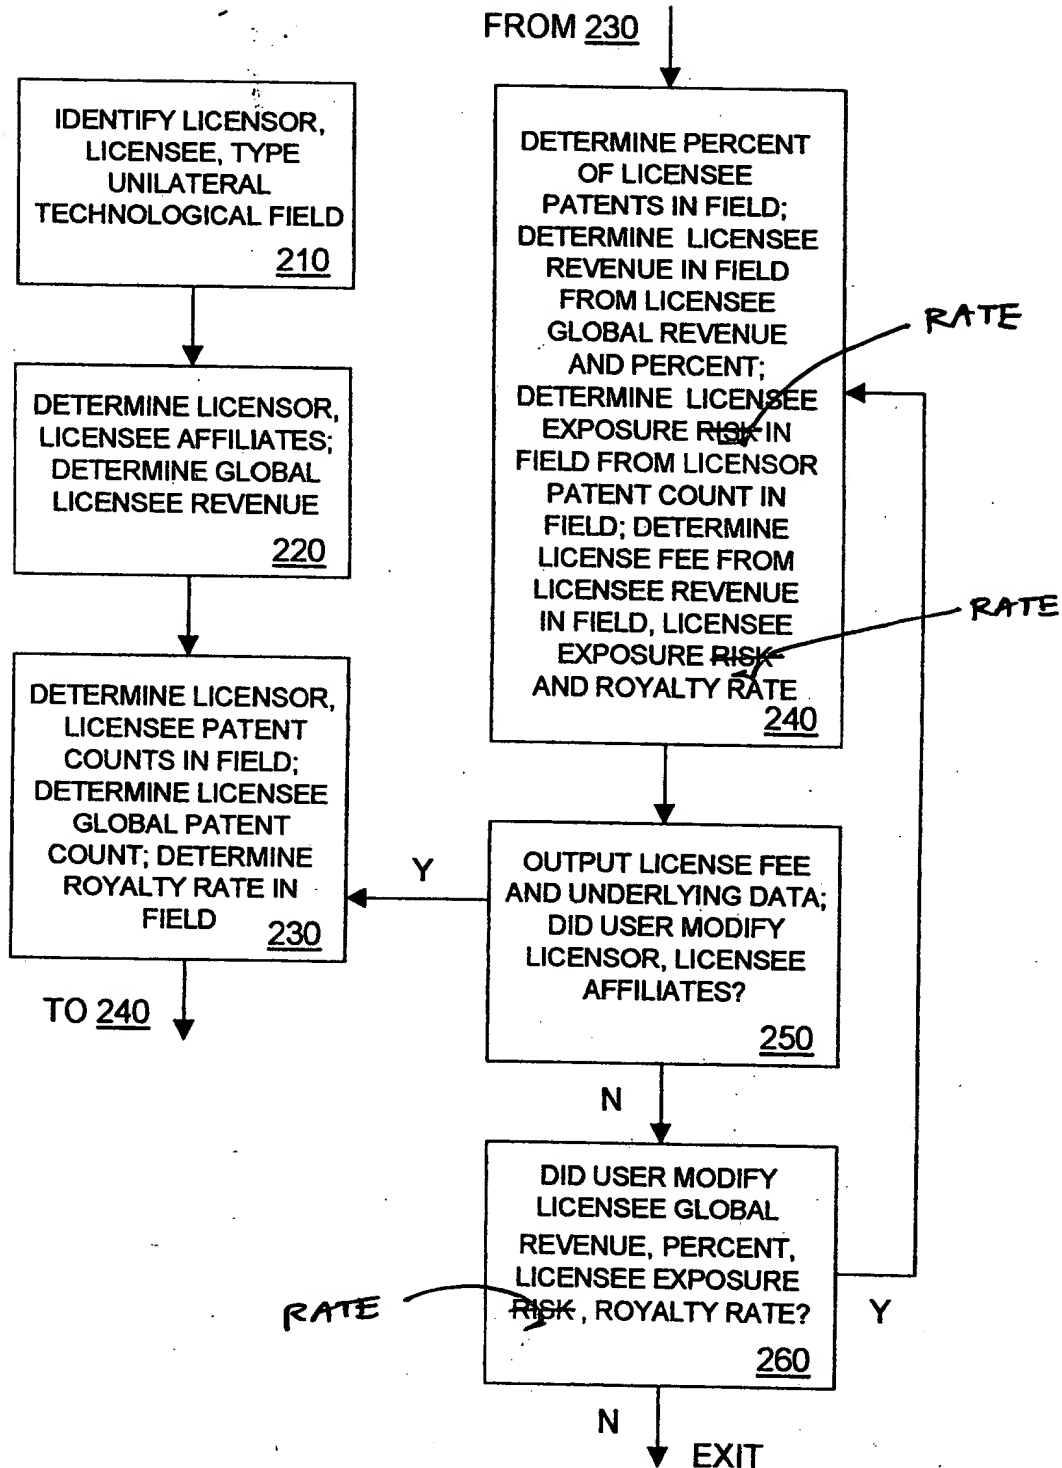 IDENTIFY LICENSOR,
LICENSEE, TYPE
UNILATERAL
TECHNOLOGICAL FIELD
210
DETERMINE LICENSOR,
LICENSEE AFFILIATES;
DETERMINE GLOBAL
LICENSEE REVENUE
220
DETERMINE LICENSOR,
LICENSEE PATENT
COUNTS IN FIELD;
DETERMINE LICENSEE
GLOBAL PATENT
COUNT; DETERMINE
ROYALTY RATE IN
FIELD
230
TO 240
FROM 230
DETERMINE PERCENT
OF LICENSEE
PATENTS IN FIELD;
DETERMINE LICENSEE
REVENUE IN FIELD
FROM LICENSEE
GLOBAL REVENUE
AND PERCENT;
DETERMINE LICENSEE
EXPOSURE RISK IN
FIELD FROM LICENSOR
PATENT COUNT IN
FIELD; DETERMINE
LICENSE FEE FROM
LICENSEE REVENUE
IN FIELD, LICENSEE
EXPOSURE RISK
AND ROYALTY RATE
240
RATE
RATE
Y
OUTPUT LICENSE FEE
AND UNDERLYING DATA;
DID USER MODIFY
LICENSOR, LICENSEE
AFFILIATES?
250
N
DID USER MODIFY
LICENSEE GLOBAL
REVENUE, PERCENT,
LICENSEE EXPOSURE
RISK, ROYALTY RATE?
260
RATE
Y
N
EXIT